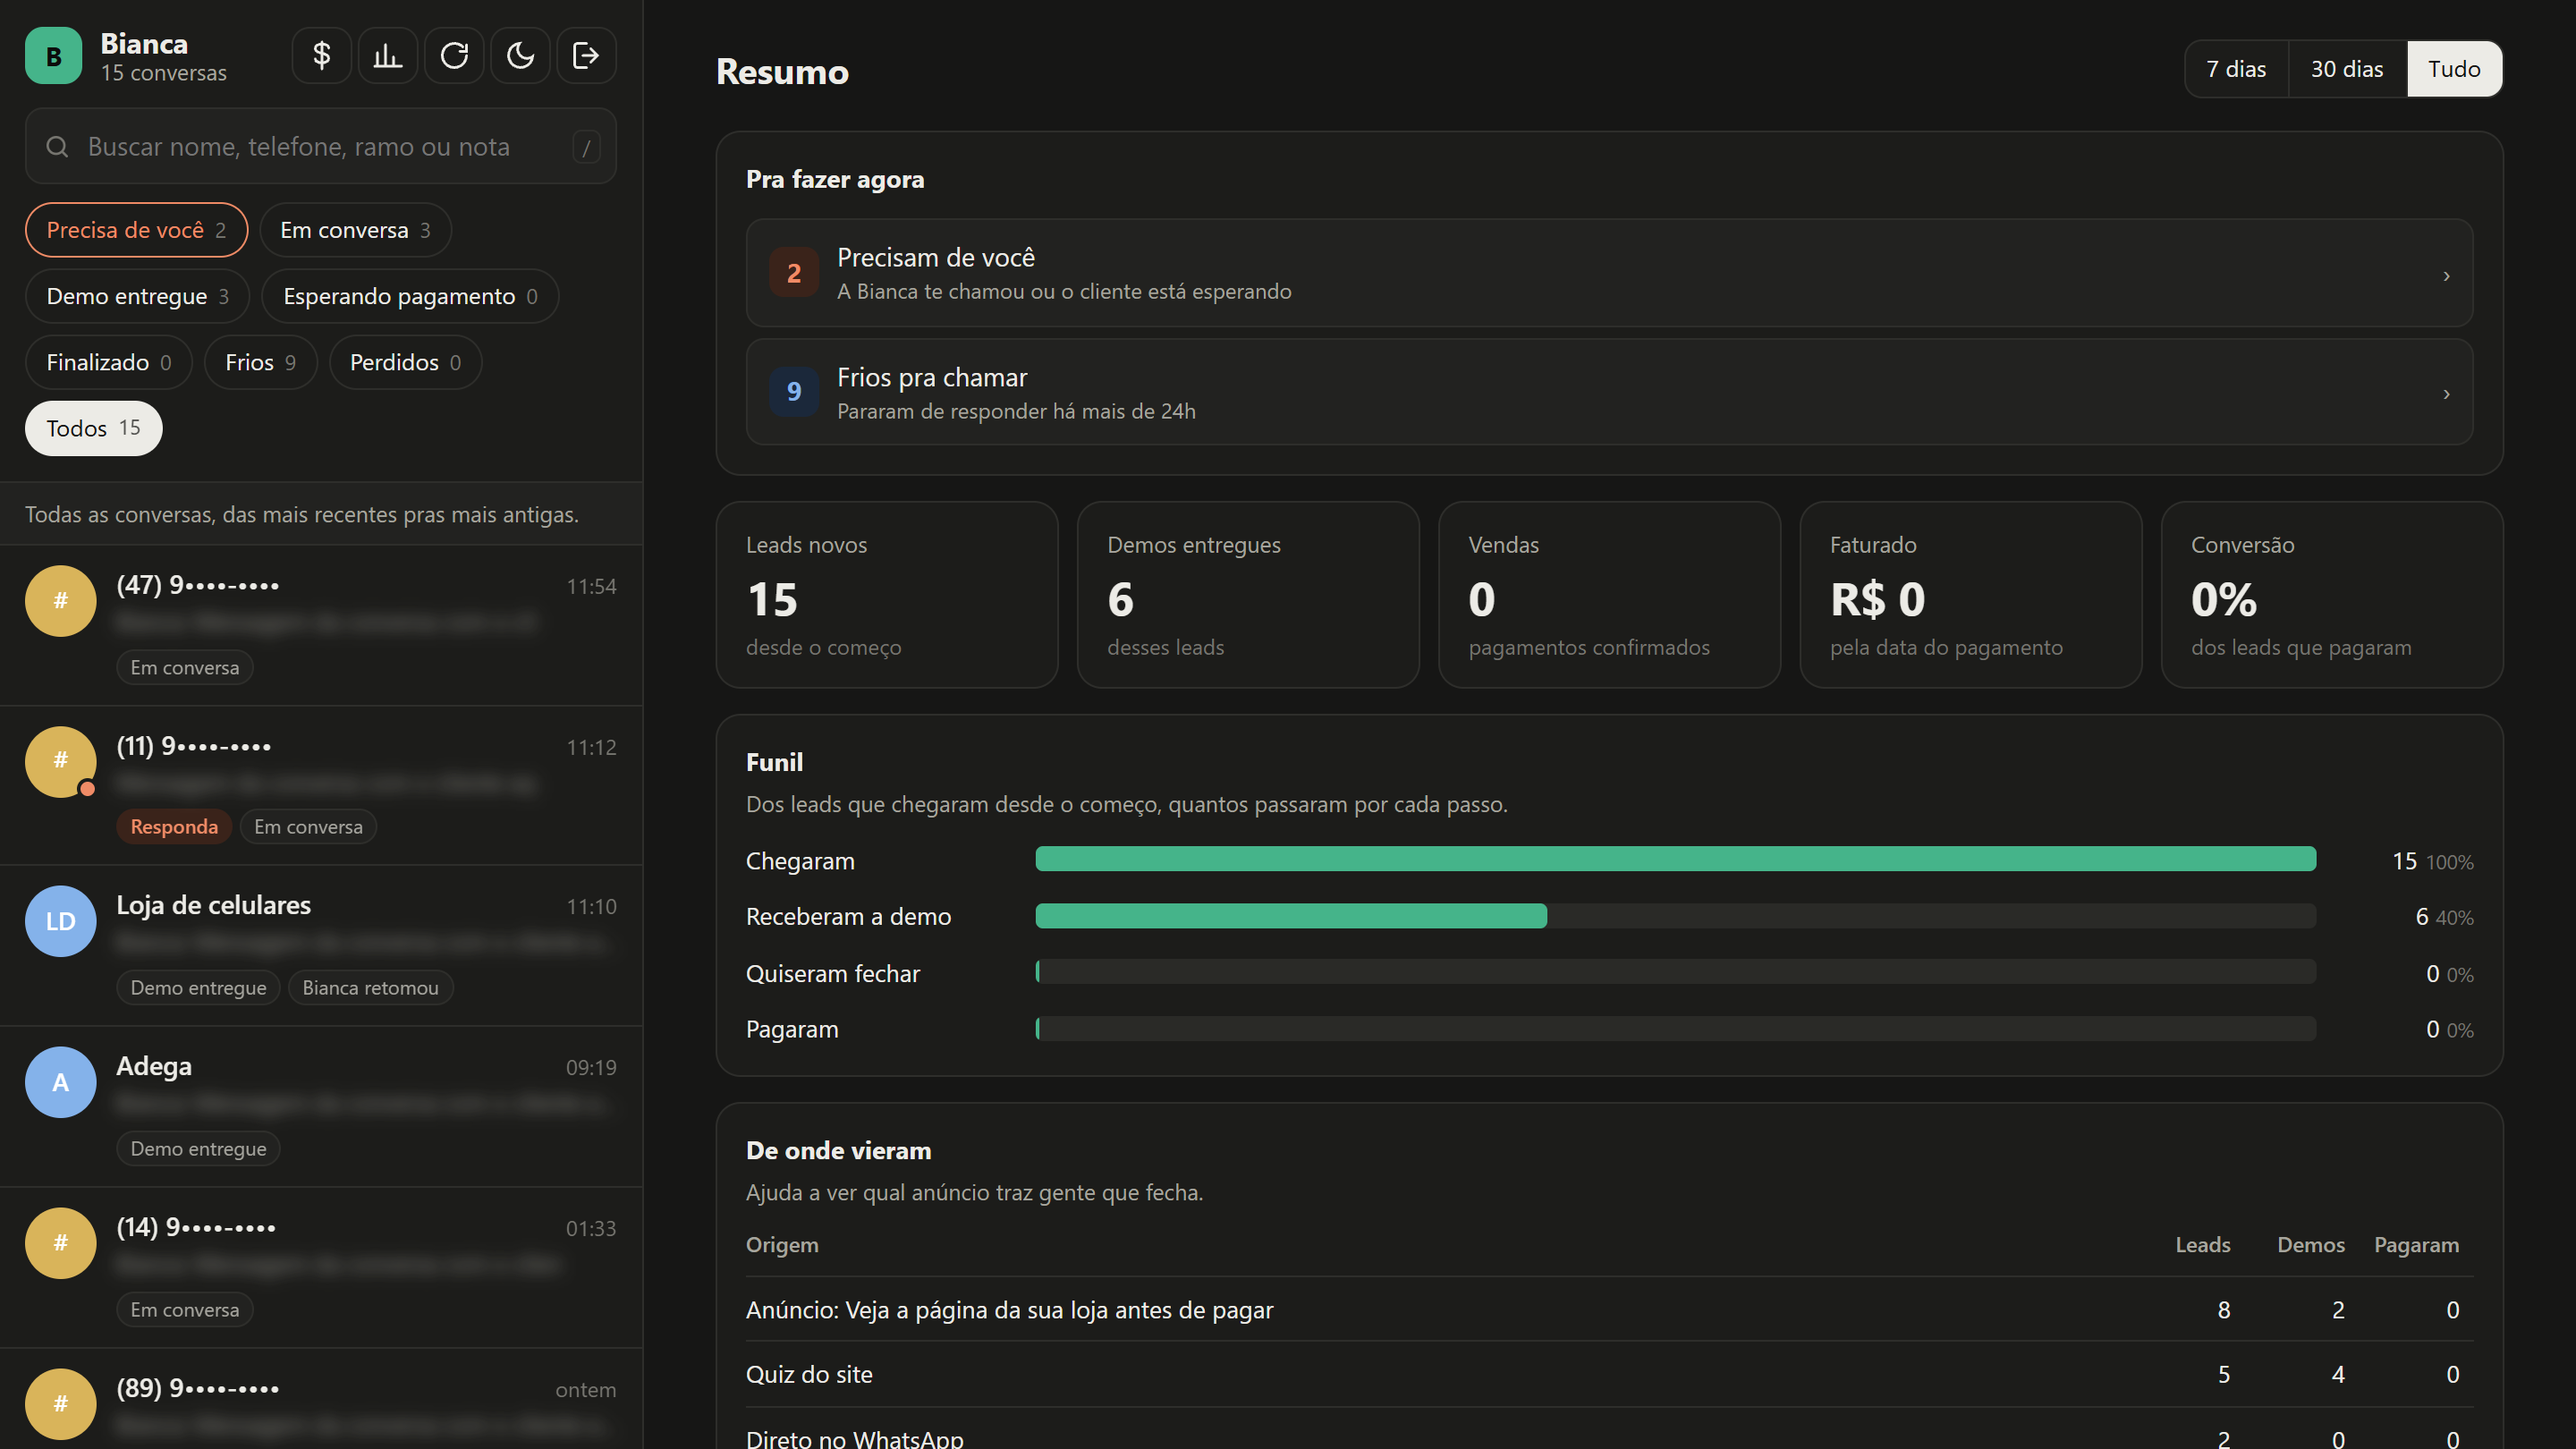 B
Bianca
15 conversas
Buscar nome, telefone, ramo ou nota /
Precisa de você 2
Em conversa 3
Demo entregue 3
Esperando pagamento 0
Finalizado 0
Frios 9
Perdidos 0
Todos 15
Todas as conversas, das mais recentes pras mais antigas.
# (47) 9••••-•••• 11:54
Em conversa
# (11) 9••••-•••• 11:12
Responda
Em conversa
LD Loja de celulares 11:10
Demo entregue
Bianca retomou
A Adega 09:19
Demo entregue
# (14) 9••••-•••• 01:33
Em conversa
# (89) 9••••-•••• ontem
Resumo
7 dias
30 dias
Tudo
Pra fazer agora
2 Precisam de você
A Bianca te chamou ou o cliente está esperando
9 Frios pra chamar
Pararam de responder há mais de 24h
Leads novos
15
desde o começo
Demos entregues
6
desses leads
Vendas
0
pagamentos confirmados
Faturado
R$ 0
pela data do pagamento
Conversão
0%
dos leads que pagaram
Funil
Dos leads que chegaram desde o começo, quantos passaram por cada passo.
Chegaram 15 100%
Receberam a demo 6 40%
Quiseram fechar 0 0%
Pagaram 0 0%
De onde vieram
Ajuda a ver qual anúncio traz gente que fecha.
Origem Leads Demos Pagaram
Anúncio: Veja a página da sua loja antes de pagar 8 2 0
Quiz do site 5 4 0
Direto no WhatsApp 2 0 0